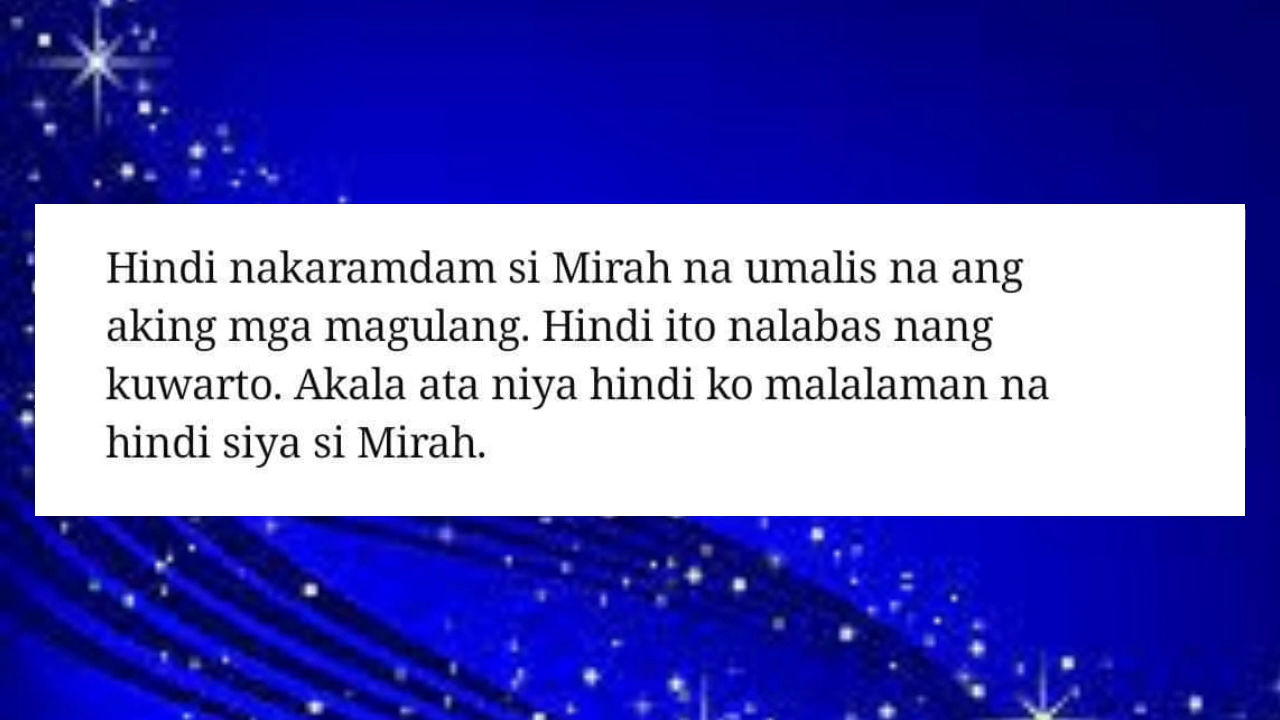 Hindi nakaramdam si Mirah na umalis na ang
aking mga magulang. Hindi ito nalabas nang
kuwarto. Akala ata niya hindi ko malalaman na
hindi siya si Mirah.